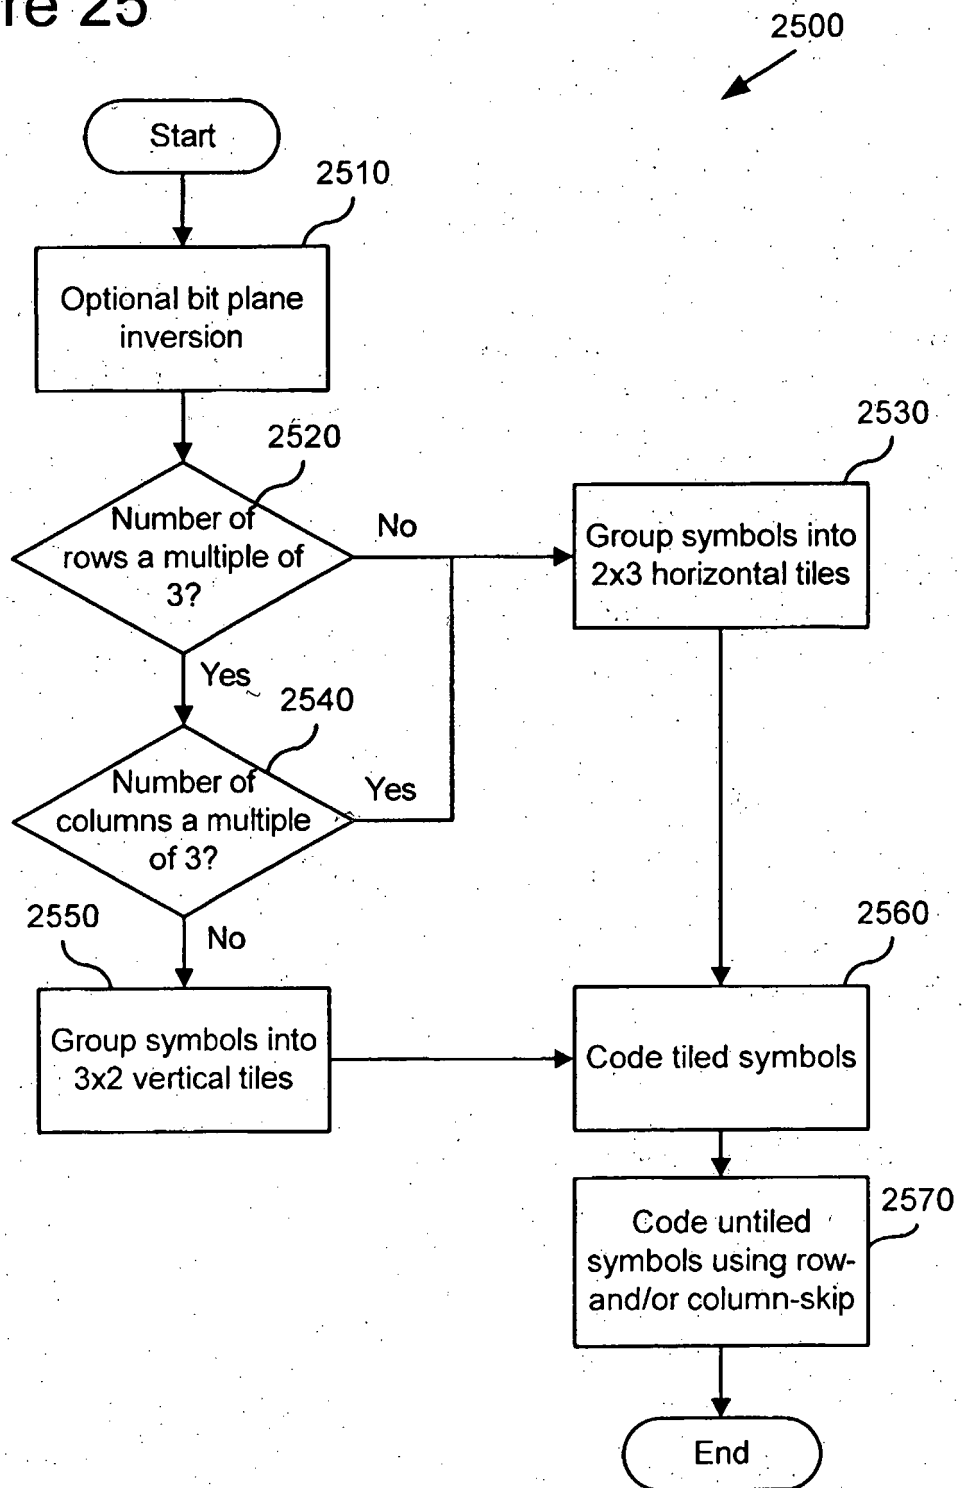 re 25
2500
Start
2510
Optional bit plane
inversion
2520
Number of
rows a multiple of
3?
No
2530
Group symbols into
2x3 horizontal tiles
Yes
2540
Number of
columns a multiple
of 3?
Yes
2550
No
Group symbols into
3x2 vertical tiles
2560
Code tiled symbols
2570
Code untiled
symbols using row-
and/or column-skip
End